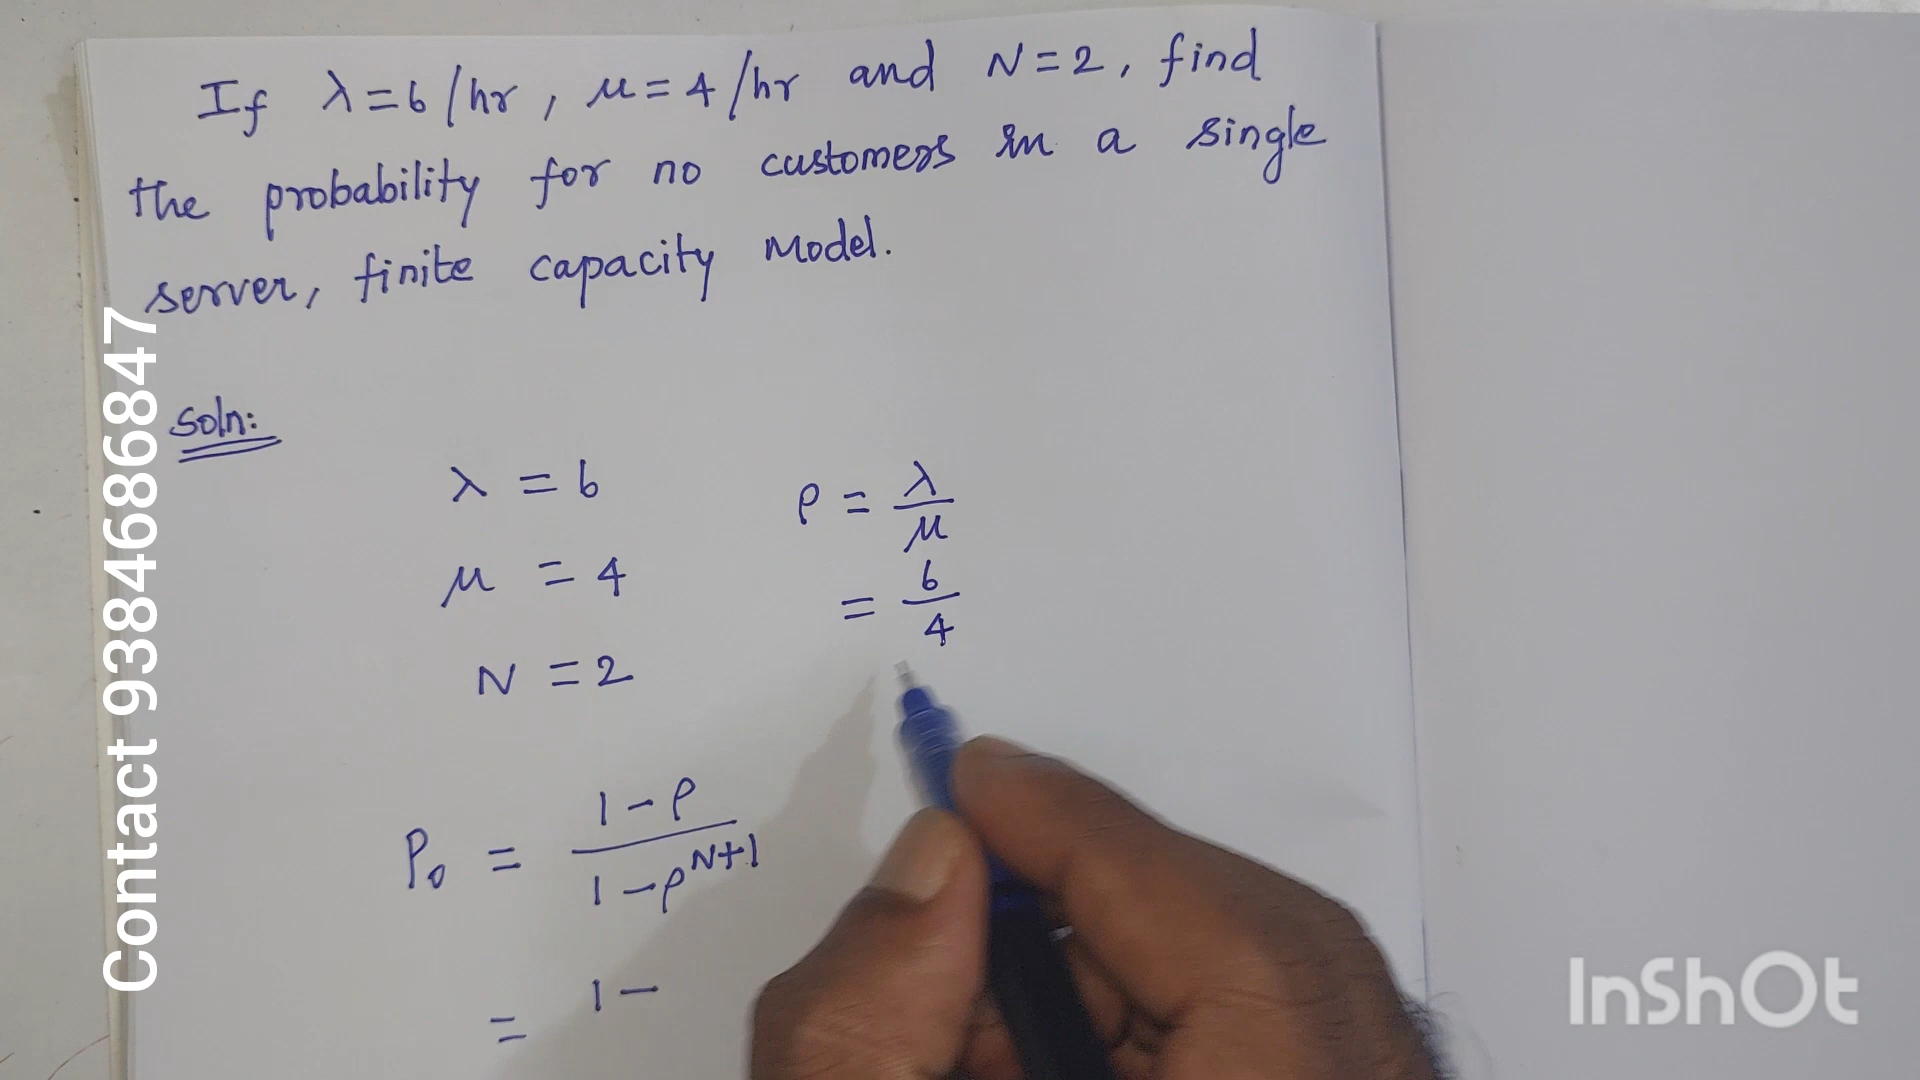 If λ=6/hr, μ=4/hr and N=2, find
the probability for no customers in a single
server, finite capacity Model.
Soln:
λ = 6
μ = 4
N = 2
ρ = λ/μ
= 6/4
P₀ = (1-ρ)/(1-ρ^(N+1))
= 1-
Contact 9384686847
InShOt